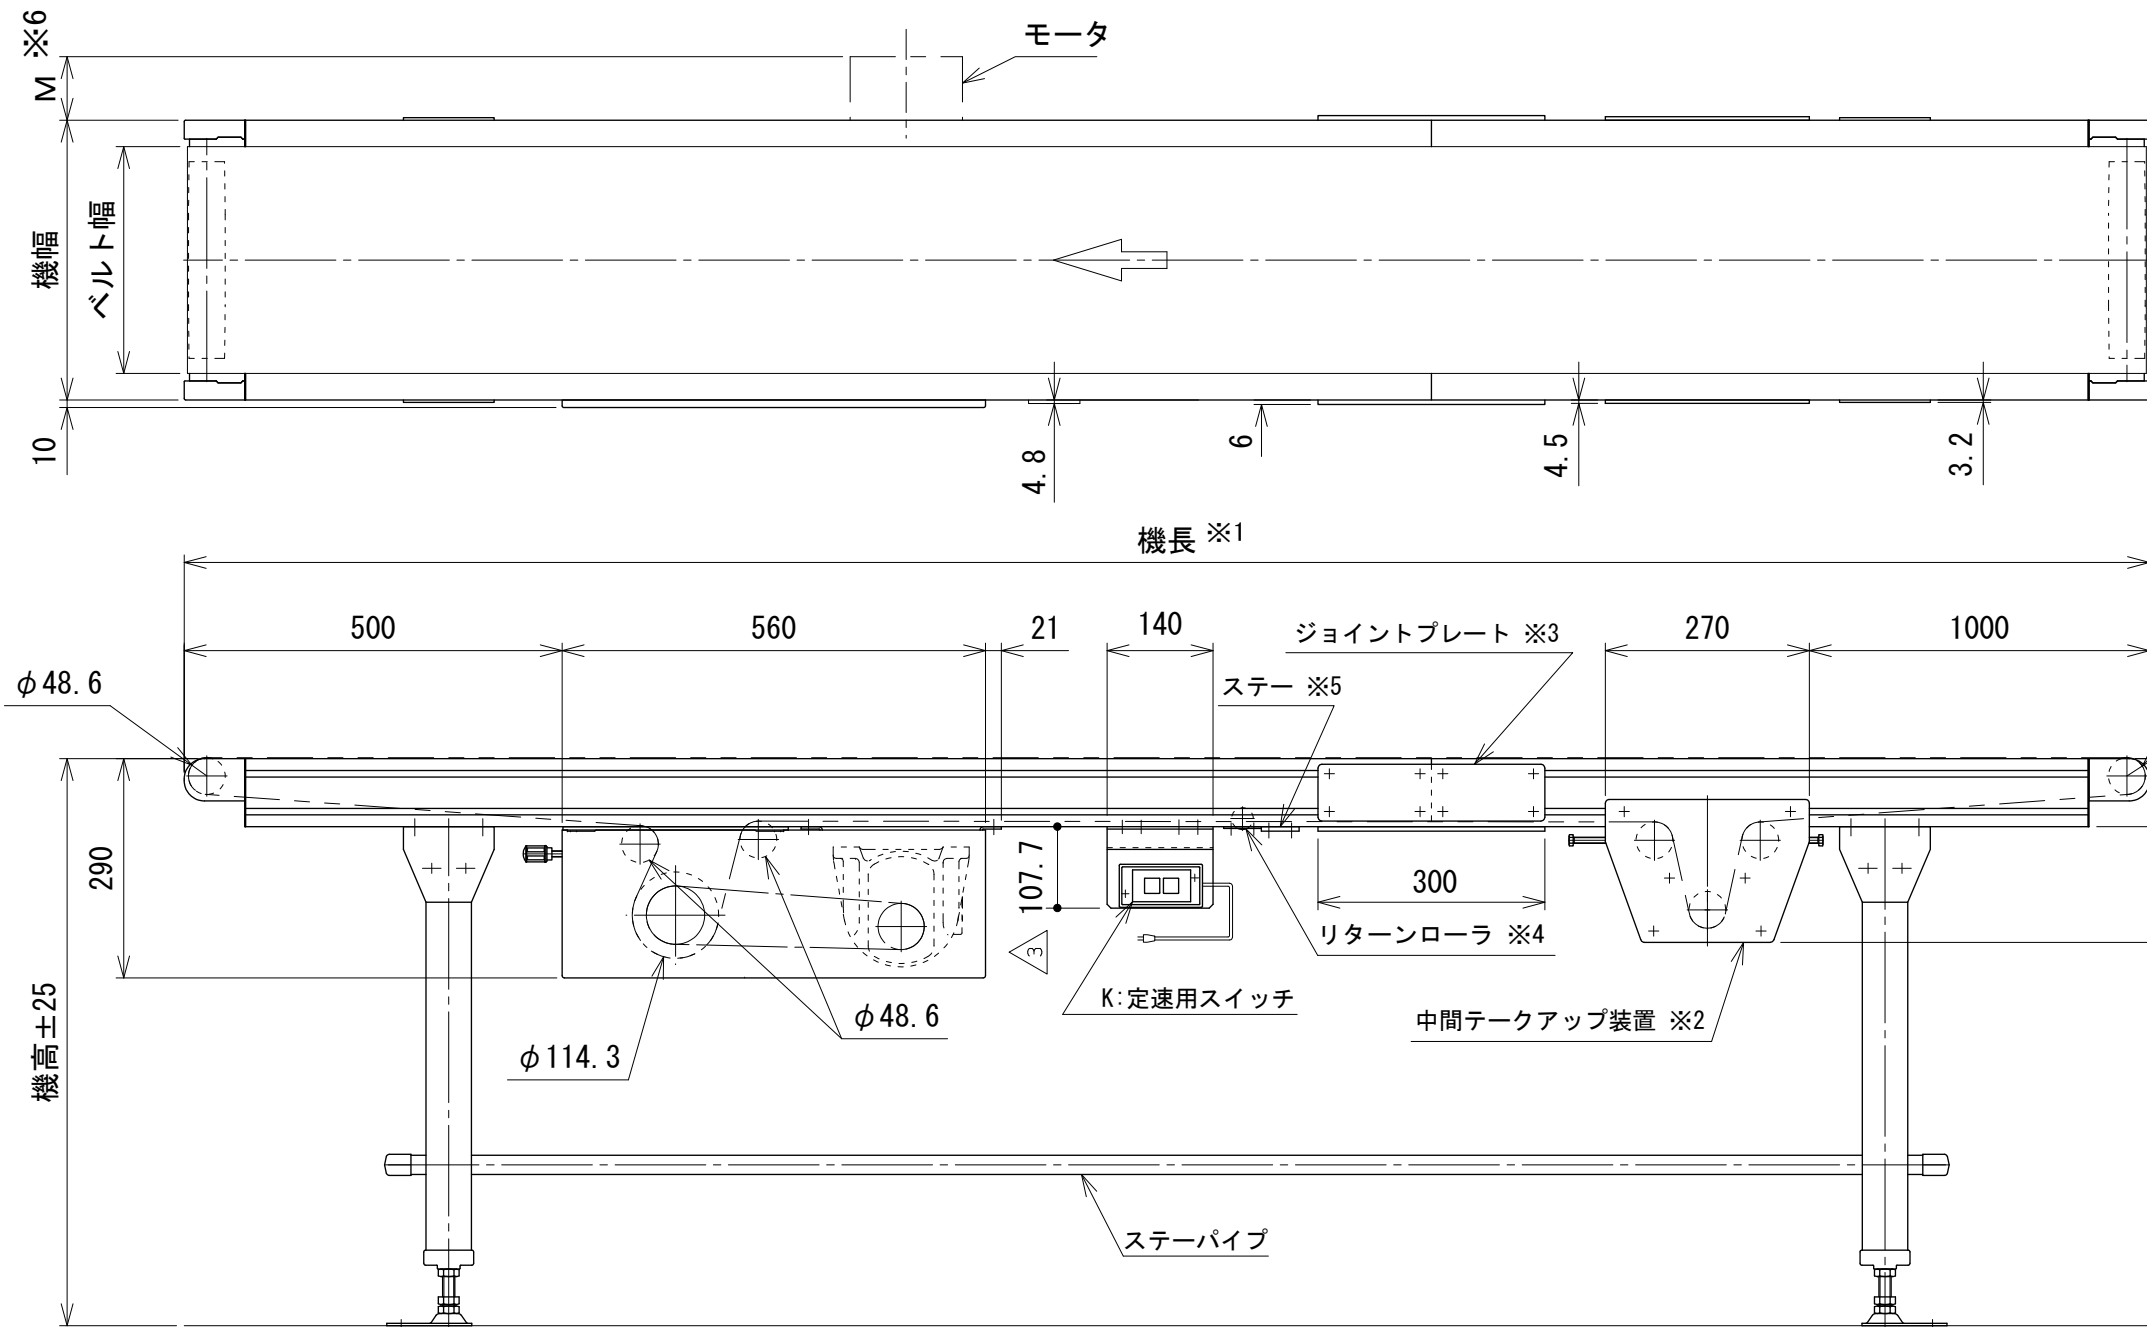 ※6
M
モータ
機幅
ベルト幅
10
4.8
6
4.5
3.2
機長 ※1
500
560
21
140
ジョイントプレート ※3
270
1000
φ48.6
ステー ※5
290
107.7
300
3
リターンローラ ※4
K:定速用スイッチ
中間テークアップ装置 ※2
φ48.6
φ114.3
機高±25
ステーパイプ